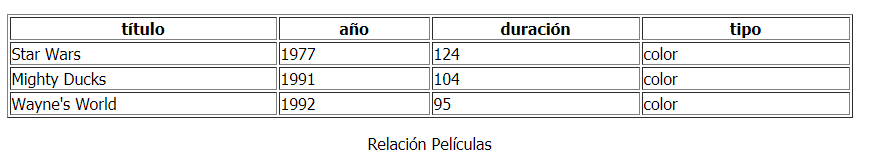 título año duración tipo
Star Wars 1977 124 color
Mighty Ducks 1991 104 color
Wayne's World 1992 95 color
Relación Películas